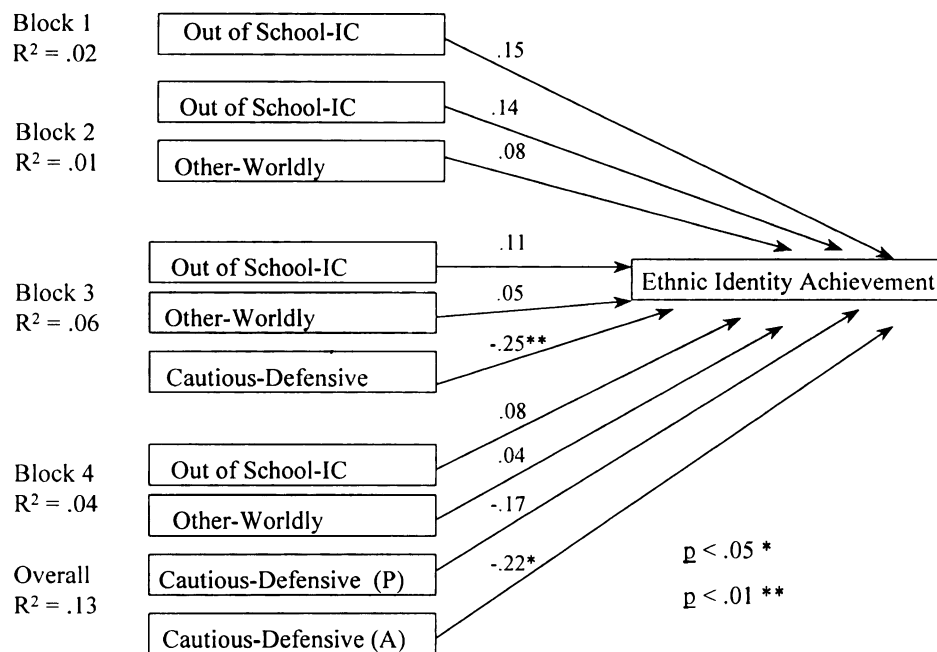 Block 1
R² = .02
Out of School-IC
.15
Block 2
R² = .01
Out of School-IC
.14
Other-Worldly
.08
Block 3
R² = .06
Out of School-IC
.11
Other-Worldly
.05
Cautious-Defensive
-.25**
Ethnic Identity Achievement
Block 4
R² = .04
Out of School-IC
.08
Other-Worldly
.04
Cautious-Defensive (P)
-.17
Cautious-Defensive (A)
-.22*
Overall
R² = .13
p < .05 *
p < .01 **